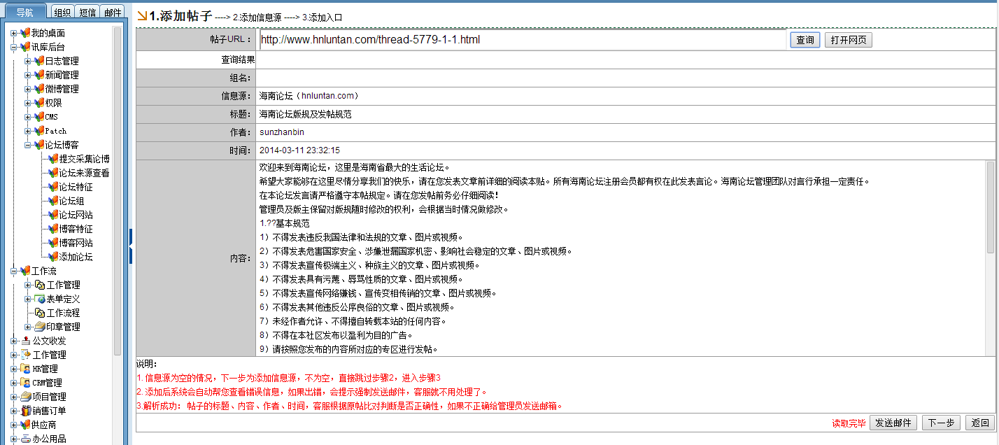 导航 组织 短信 邮件
我的桌面
讯库后台
日志管理
新闻管理
微博管理
权限
CMS
Patch
论坛博客
提交采集论博
论坛来源查看
论坛特征
论坛组
论坛网站
博客特征
博客网站
添加论坛
工作流
工作管理
表单定义
工作流程
印章管理
公文收发
工作管理
HR管理
CRM管理
项目管理
销售订单
供应商
办公用品
1.添加帖子 ----> 2.添加信息源 ----> 3.添加入口
帖子URL： http://www.hnluntan.com/thread-5779-1-1.html 查询 打开网页
查询结果
组名：
信息源： 海南论坛（hnluntan.com）
标题： 海南论坛版规及发帖规范
作者： sunzhanbin
时间： 2014-03-11 23:32:15
内容：
欢迎来到海南论坛，这里是海南省最大的生活论坛。
希望大家能够在这里尽情分享我们的快乐，请在您发表文章前详细的阅读本贴。所有海南论坛注册会员都有权在此发表言论。海南论坛管理团队对言行承担一定责任。
在本论坛发言请严格遵守本帖规定。请在您发帖前务必仔细阅读！
管理员及版主保留对版规随时修改的权利，会根据当时情况做修改。
1.??基本规范
1）不得发表违反我国法律和法规的文章、图片或视频。
2）不得发表危害国家安全、涉嫌泄漏国家机密、影响社会稳定的文章、图片或视频。
3）不得发表宣传极端主义、种族主义的文章、图片或视频。
4）不得发表具有污蔑、辱骂性质的文章、图片或视频。
5）不得发表宣传网络赚钱、宣传变相传销的文章、图片或视频。
6）不得发表其他违反公序良俗的文章、图片或视频。
7）未经作者允许、不得擅自转载本站的任何内容。
8）不得在本社区发布以盈利为目的广告。
9）请按照您发布的内容所对应的专区进行发帖。
说明：
1. 信息源为空的情况，下一步为添加信息源，不为空，直接跳过步骤2，进入步骤3
2. 添加后系统会自动帮您查看错误信息，如果出错，会提示强制发送邮件，客服就不用处理了。
3.解析成功： 帖子的标题、内容、作者、时间，客服根据原帖比对判断是否正确性，如果不正确给管理员发送邮箱。
读取完毕 发送邮件 下一步 返回